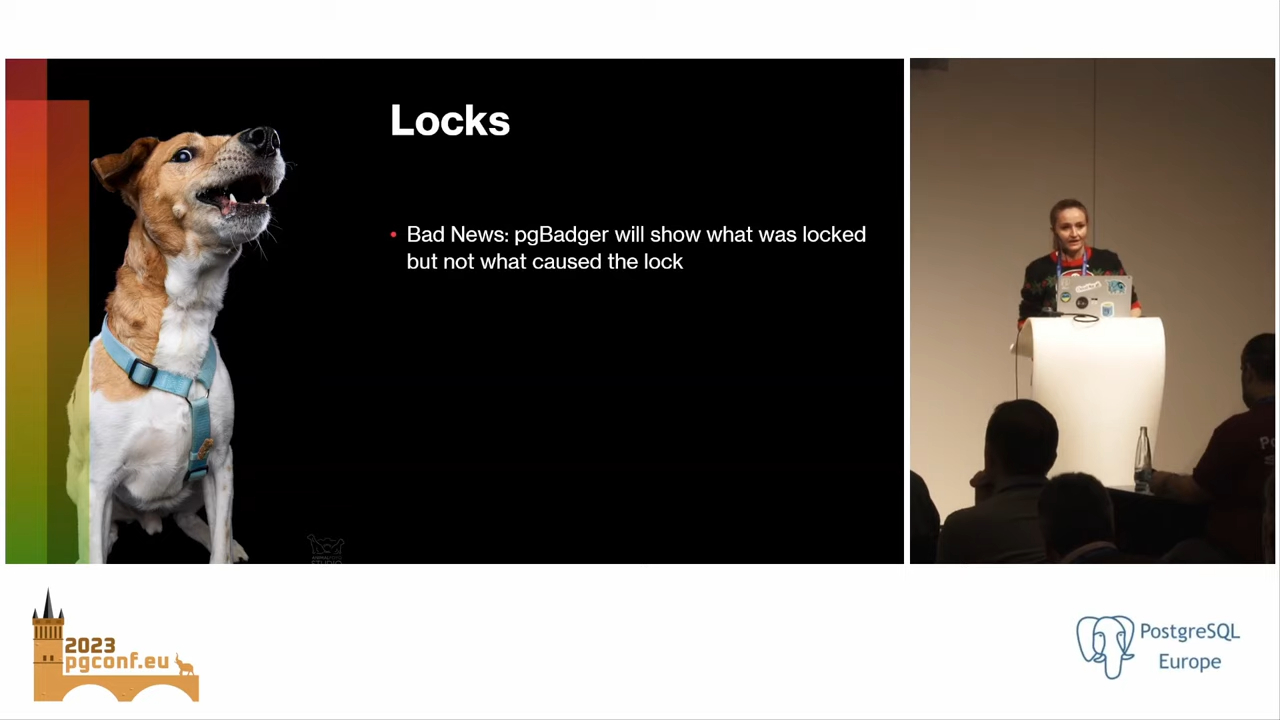 Locks
• Bad News: pgBadger will show what was locked
but not what caused the lock
2023
pgconf.eu
PostgreSQL
Europe